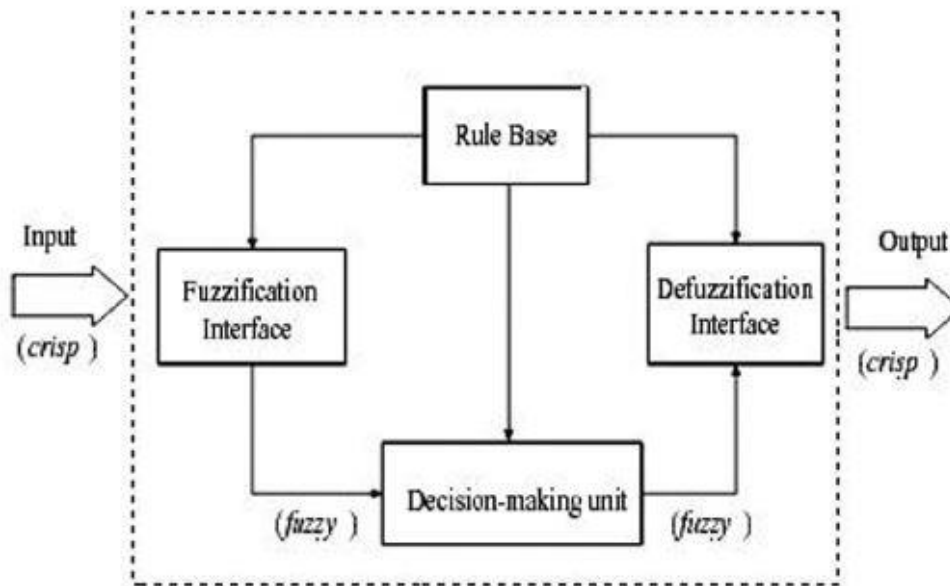 Rule Base
Input
(crisp )
Fuzzification
Interface
Defuzzification
Interface
Output
(crisp )
Decision-making unit
(fuzzy )
(fuzzy )